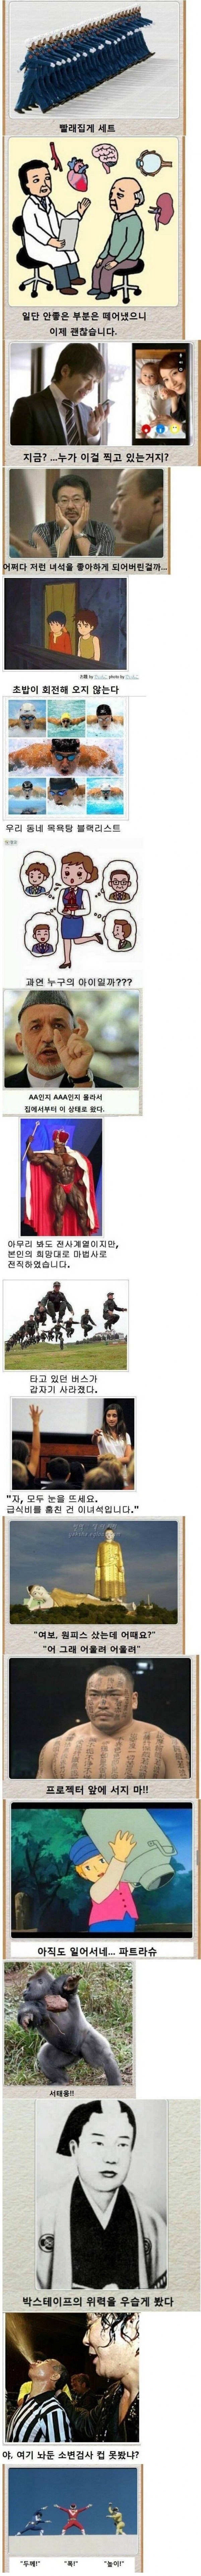 빨래집게 세트
일단 안좋은 부분은 떼어냈으니
이제 괜찮습니다.
지금? ...누가 이걸 찍고 있는거지?
어쩌다 저런 녀석을 좋아하게 되어버린걸까...
초밥이 회전해 오지 않는다
우리 동네 목욕탕 블랙리스트
과연 누구의 아이일까???
AA인지 AAA인지 몰라서
집에서부터 이 상태로 왔다.
아무리 봐도 전사계열이지만,
본인의 희망대로 마법사로
전직하였습니다.
타고 있던 버스가
갑자기 사라졌다.
"자, 모두 눈을 뜨세요.
급식비를 훔친 건 이녀석입니다."
"여보, 원피스 샀는데 어때요?"
"어 그래 어울려 어울려"
프로젝터 앞에 서지 마!!
아직도 일어서네... 파트라슈
서태웅!!
박스테이프의 위력을 우습게 봤다
야, 여기 놔둔 소변검사 컵 못봤냐?
"두께!" "폭!" "높이!"